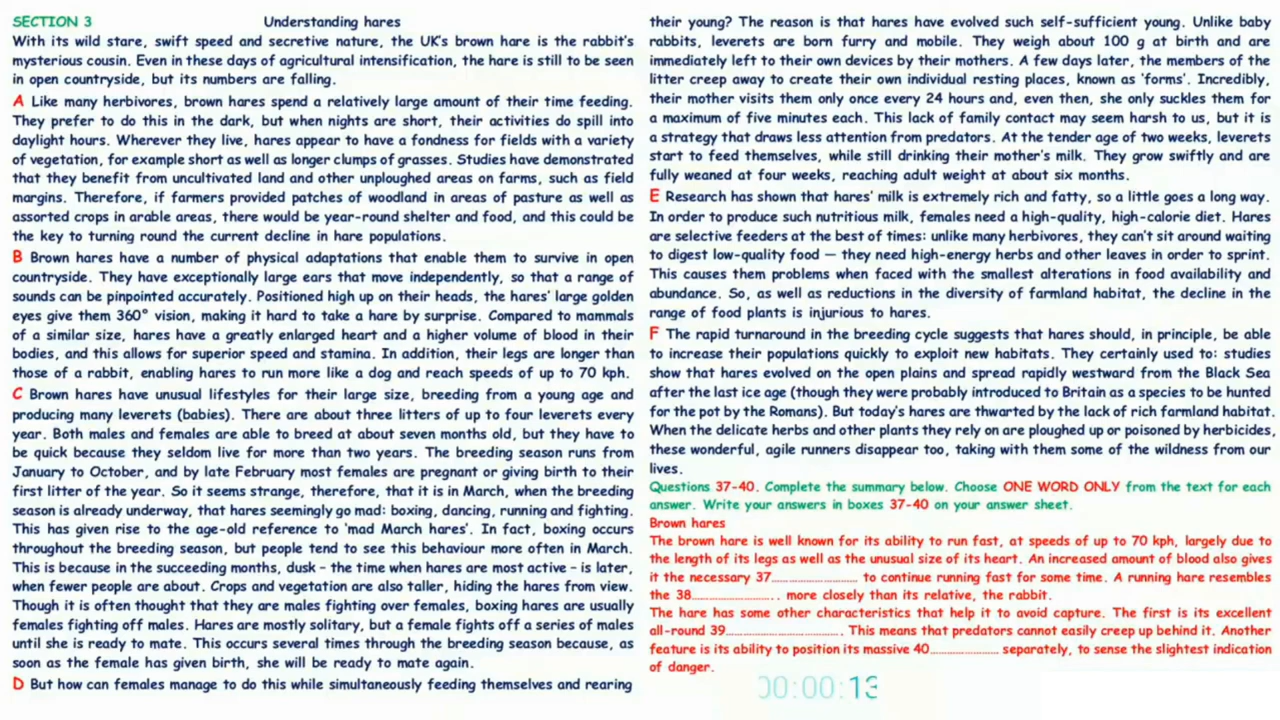 SECTION 3 Understanding hares
With its wild stare, swift speed and secretive nature, the UK's brown hare is the rabbit's
mysterious cousin. Even in these days of agricultural intensification, the hare is still to be seen
in open countryside, but its numbers are falling.
A Like many herbivores, brown hares spend a relatively large amount of their time feeding.
They prefer to do this in the dark, but when nights are short, their activities do spill into
daylight hours. Wherever they live, hares appear to have a fondness for fields with a variety
of vegetation, for example short as well as longer clumps of grasses. Studies have demonstrated
that they benefit from uncultivated land and other unploughed areas on farms, such as field
margins. Therefore, if farmers provided patches of woodland in areas of pasture as well as
assorted crops in arable areas, there would be year-round shelter and food, and this could be
the key to turning round the current decline in hare populations.
B Brown hares have a number of physical adaptations that enable them to survive in open
countryside. They have exceptionally large ears that move independently, so that a range of
sounds can be pinpointed accurately. Positioned high up on their heads, the hares' large golden
eyes give them 360° vision, making it hard to take a hare by surprise. Compared to mammals
of a similar size, hares have a greatly enlarged heart and a higher volume of blood in their
bodies, and this allows for superior speed and stamina. In addition, their legs are longer than
those of a rabbit, enabling hares to run more like a dog and reach speeds of up to 70 kph.
C Brown hares have unusual lifestyles for their large size, breeding from a young age and
producing many leverets (babies). There are about three litters of up to four leverets every
year. Both males and females are able to breed at about seven months old, but they have to
be quick because they seldom live for more than two years. The breeding season runs from
January to October, and by late February most females are pregnant or giving birth to their
first litter of the year. So it seems strange, therefore, that it is in March, when the breeding
season is already underway, that hares seemingly go mad: boxing, dancing, running and fighting.
This has given rise to the age-old reference to 'mad March hares'. In fact, boxing occurs
throughout the breeding season, but people tend to see this behaviour more often in March.
This is because in the succeeding months, dusk - the time when hares are most active - is later,
when fewer people are about. Crops and vegetation are also taller, hiding the hares from view.
Though it is often thought that they are males fighting over females, boxing hares are usually
females fighting off males. Hares are mostly solitary, but a female fights off a series of males
until she is ready to mate. This occurs several times through the breeding season because, as
soon as the female has given birth, she will be ready to mate again.
D But how can females manage to do this while simultaneously feeding themselves and rearing
their young? The reason is that hares have evolved such self-sufficient young. Unlike baby
rabbits, leverets are born furry and mobile. They weigh about 100 g at birth and are
immediately left to their own devices by their mothers. A few days later, the members of the
litter creep away to create their own individual resting places, known as 'forms'. Incredibly,
their mother visits them only once every 24 hours and, even then, she only suckles them for
a maximum of five minutes each. This lack of family contact may seem harsh to us, but it is
a strategy that draws less attention from predators. At the tender age of two weeks, leverets
start to feed themselves, while still drinking their mother's milk. They grow swiftly and are
fully weaned at four weeks, reaching adult weight at about six months.
E Research has shown that hares' milk is extremely rich and fatty, so a little goes a long way.
In order to produce such nutritious milk, females need a high-quality, high-calorie diet. Hares
are selective feeders at the best of times: unlike many herbivores, they can't sit around waiting
to digest low-quality food — they need high-energy herbs and other leaves in order to sprint.
This causes them problems when faced with the smallest alterations in food availability and
abundance. So, as well as reductions in the diversity of farmland habitat, the decline in the
range of food plants is injurious to hares.
F The rapid turnaround in the breeding cycle suggests that hares should, in principle, be able
to increase their populations quickly to exploit new habitats. They certainly used to: studies
show that hares evolved on the open plains and spread rapidly westward from the Black Sea
after the last ice age (though they were probably introduced to Britain as a species to be hunted
for the pot by the Romans). But today's hares are thwarted by the lack of rich farmland habitat.
When the delicate herbs and other plants they rely on are ploughed up or poisoned by herbicides,
these wonderful, agile runners disappear too, taking with them some of the wildness from our
lives.
Questions 37-40. Complete the summary below. Choose ONE WORD ONLY from the text for each
answer. Write your answers in boxes 37-40 on your answer sheet.
Brown hares
The brown hare is well known for its ability to run fast, at speeds of up to 70 kph, largely due to
the length of its legs as well as the unusual size of its heart. An increased amount of blood also gives
it the necessary 37........................ to continue running fast for some time. A running hare resembles
the 38........................ more closely than its relative, the rabbit.
The hare has some other characteristics that help it to avoid capture. The first is its excellent
all-round 39................................ This means that predators cannot easily creep up behind it. Another
feature is its ability to position its massive 40.................... separately, to sense the slightest indication
of danger.
00:00:13